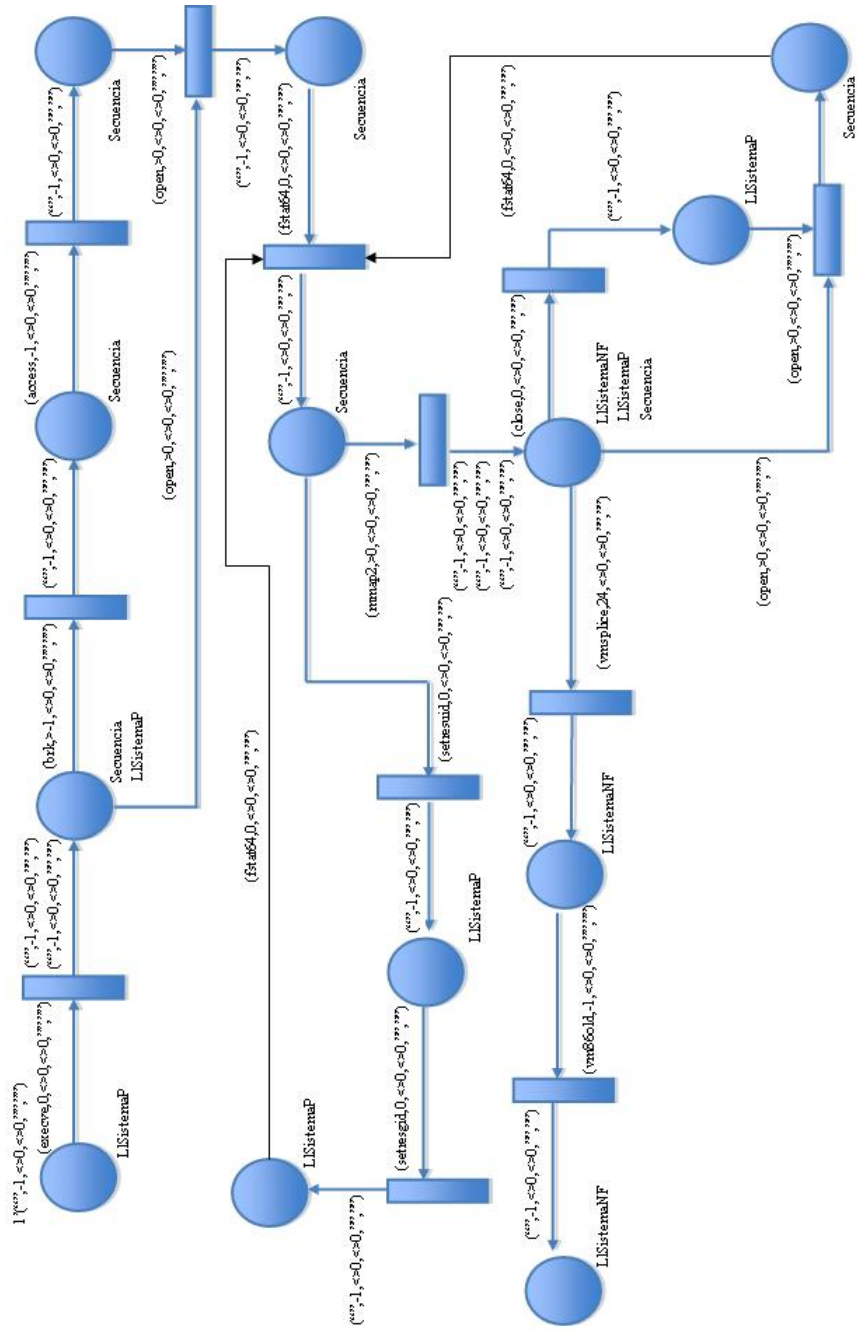 1'("",-1,<>0,<>0,"","")
(execve,0,<>0,<>0,"","")
LlSistemaP
("",-1,<>0,<>0,"","")
("",-1,<>0,<>0,"","")
Secuencia
LlSistemaP
(brk,>-1,<>0,<>0,"","")
("",-1,<>0,<>0,"","")
Secuencia
(access,-1,<>0,<>0,"","")
("",-1,<>0,<>0,"","")
Secuencia
(open,>0,<>0,<>0,"","")
(open,>0,<>0,<>0,"","")
("",-1,<>0,<>0,"","")
Secuencia
(fstat64,0,<>0,<>0,"","")
(fstat64,0,<>0,<>0,"","")
("",-1,<>0,<>0,"","")
Secuencia
LlSistemaP
("",-1,<>0,<>0,"","")
(setresgid,0,<>0,<>0,"","")
LlSistemaP
("",-1,<>0,<>0,"","")
(setresuid,0,<>0,<>0,"","")
(mmap2,>0,<>0,<>0,"","")
("",-1,<>0,<>0,"","")
("",-1,<>0,<>0,"","")
("",-1,<>0,<>0,"","")
(close,0,<>0,<>0,"","")
(fstat64,0,<>0,<>0,"","")
LlSistemaNF
("",-1,<>0,<>0,"","")
(vm86old,-1,<>0,<>0,"","")
LlSistemaNF
("",-1,<>0,<>0,"","")
(vmsplice,24,<>0,<>0,"","")
LlSistemaNF
LlSistemaP
Secuencia
("",-1,<>0,<>0,"","")
LlSistemaP
(open,>0,<>0,<>0,"","")
(open,>0,<>0,<>0,"","")
Secuencia